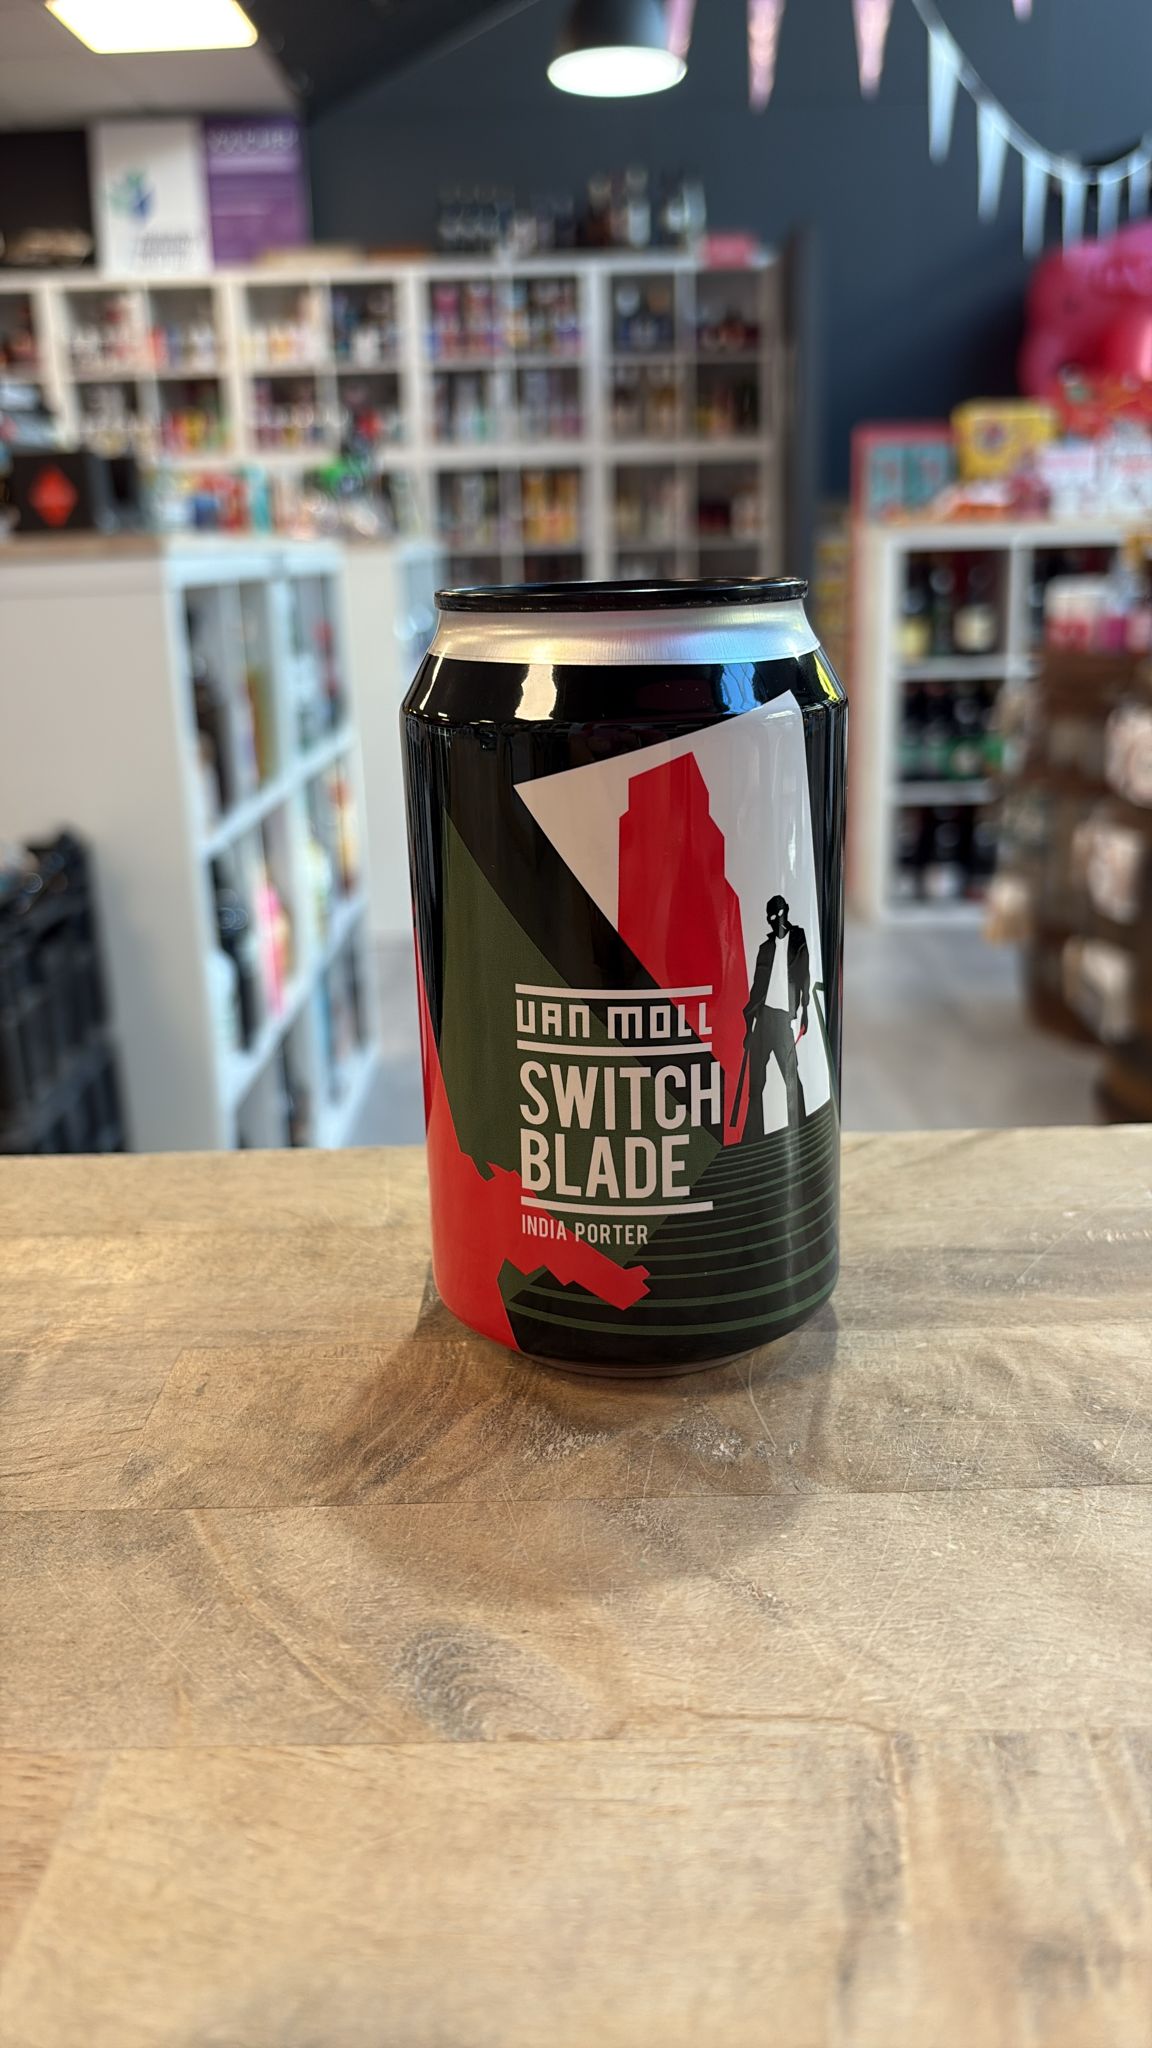 VAN MOLL
SWITCH
BLADE
INDIA PORTER